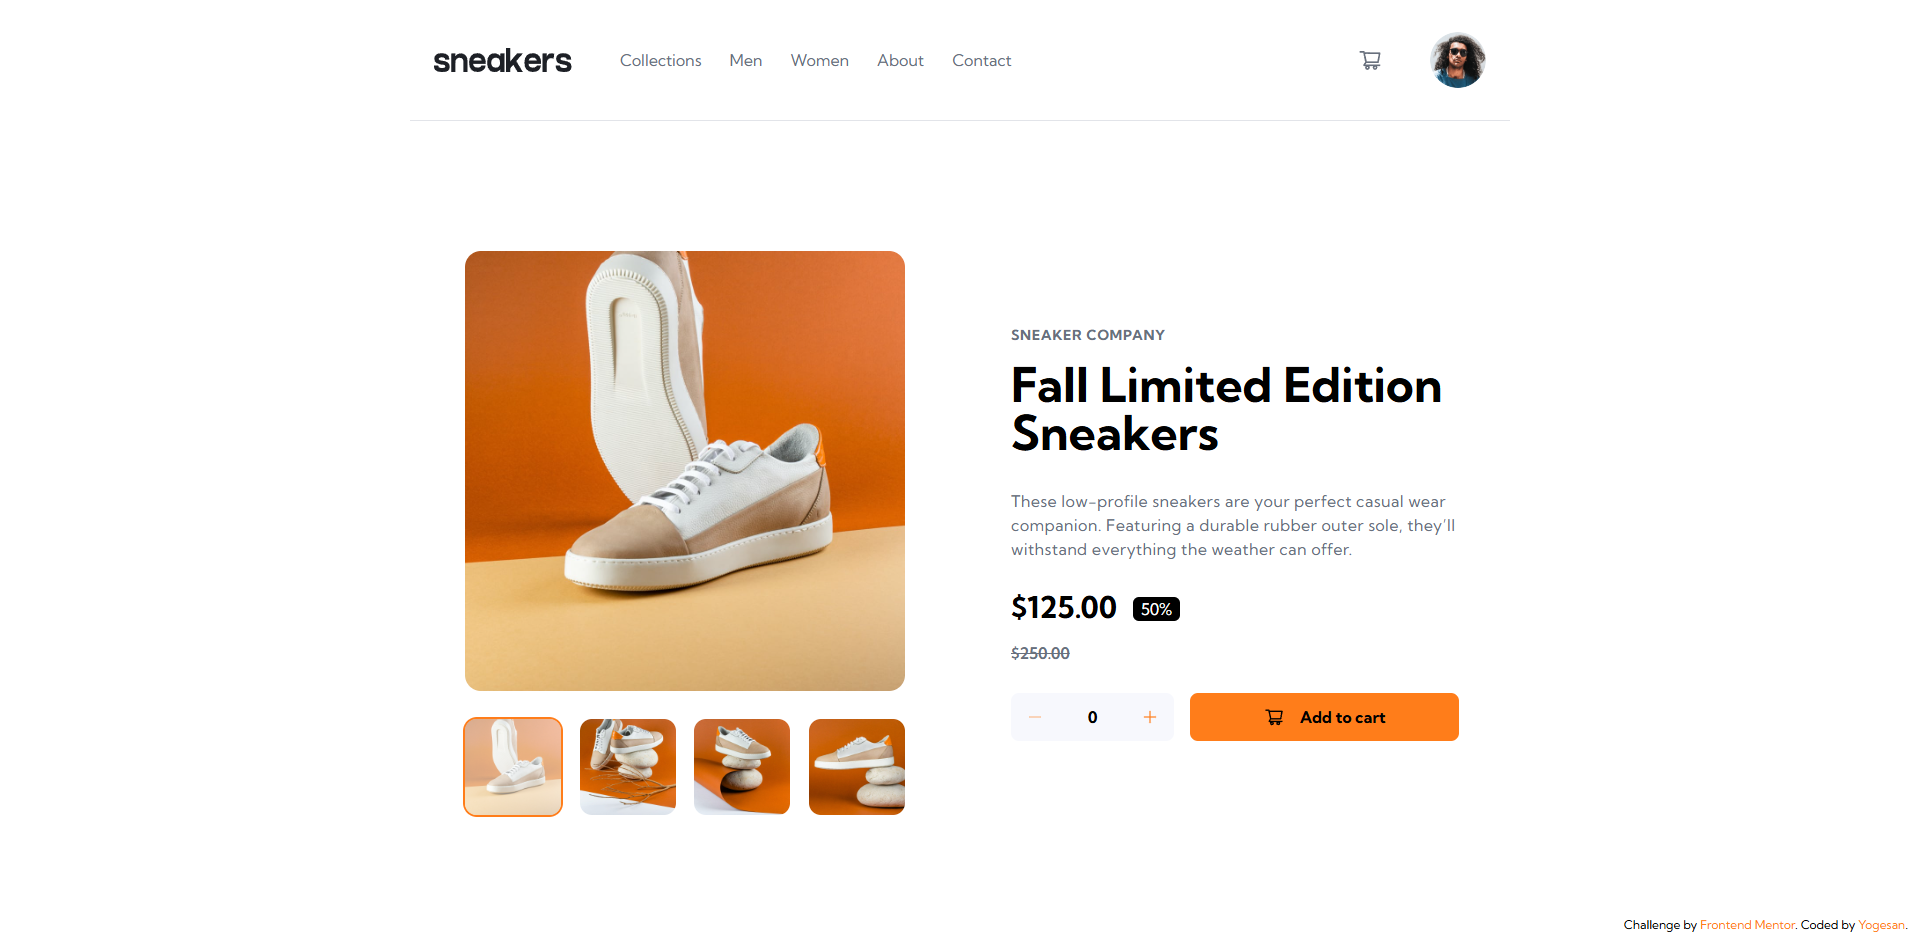 sneakers
Collections Men Women About Contact
SNEAKER COMPANY
Fall Limited Edition
Sneakers
These low-profile sneakers are your perfect casual wear
companion. Featuring a durable rubber outer sole, they’ll
withstand everything the weather can offer.
$125.00 50%
$250.00
0
Add to cart
Challenge by Frontend Mentor. Coded by Yogesan.